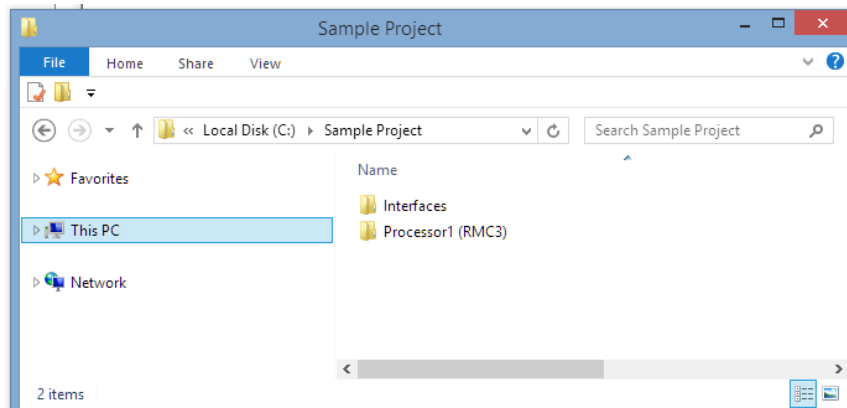 Sample Project
File Home Share View
« Local Disk (C:) Sample Project Search Sample Project
Name
Favorites
Interfaces
This PC
Processor1 (RMC3)
Network
2 items